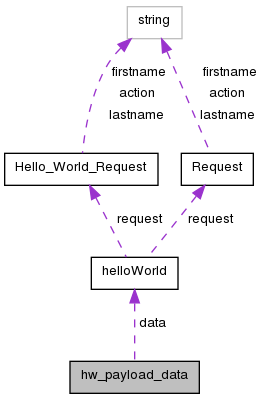 string
firstname
action
lastname
firstname
action
lastname
Hello_World_Request
Request
request
request
helloWorld
data
hw_payload_data